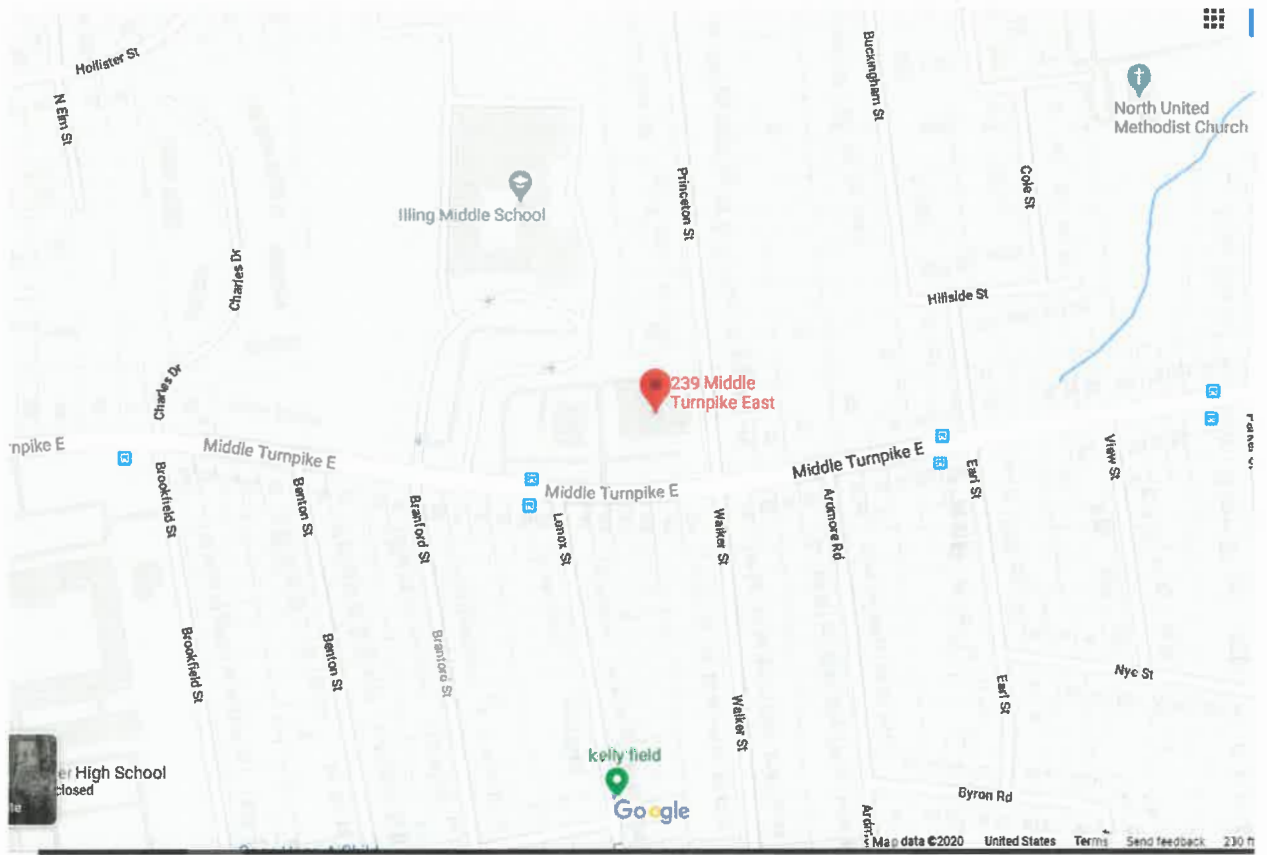 Hollister St
N Elm St
Buckingham St
North United
Methodist Church
Illing Middle School
Princeton St
Cole St
Charles Dr
Hillside St
Charles Dr
239 Middle
Turnpike East
rnpike E
Middle Turnpike E
Middle Turnpike E
Middle Turnpike E
Brookfield St
Benton St
Branford St
Lenox St
Walker St
Ardmore Rd
Earl St
View St
Brookfield St
Benton St
Branford St
Walker St
Earl St
Nye St
kelly field
er High School
closed
Google
Byron Rd
Map data ©2020 United States Terms Send feedback